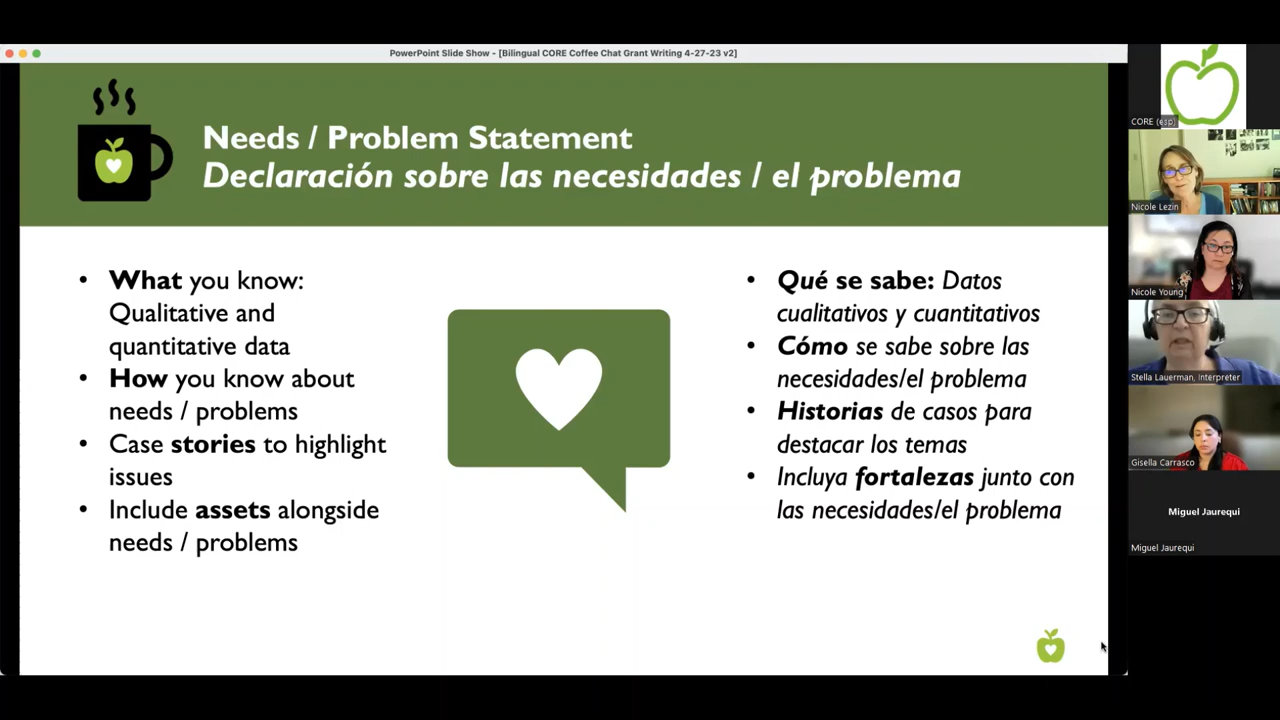 PowerPoint Slide Show - [Bilingual CORE Coffee Chat Grant Writing 4-27-23 v2]
Needs / Problem Statement
Declaración sobre las necesidades / el problema
• What you know:
Qualitative and
quantitative data
• How you know about
needs / problems
• Case stories to highlight
issues
• Include assets alongside
needs / problems
• Qué se sabe: Datos
cualitativos y cuantitativos
• Cómo se sabe sobre las
necesidades/el problema
• Historias de casos para
destacar los temas
• Incluya fortalezas junto con
las necesidades/el problema
CORE (esp)
Nicole Lezin
Nicole Young
Stella Lauerman, Interpreter
Gisella Carrasco
Miguel Jaurequi
Miguel Jaurequi